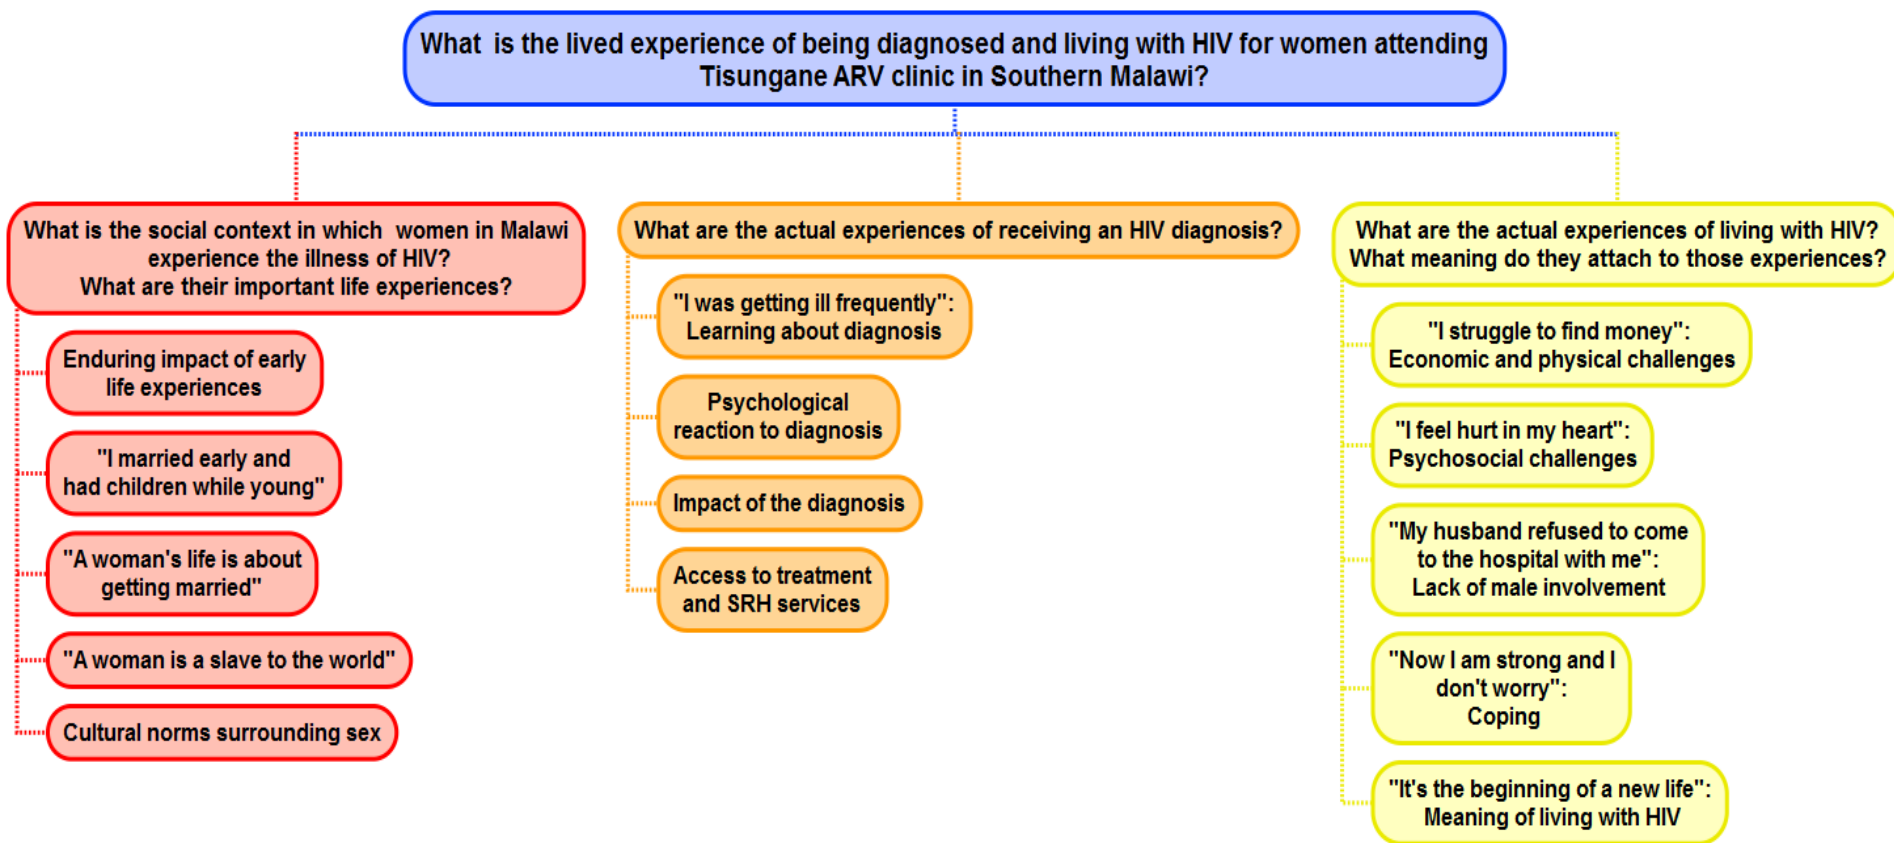 What is the lived experience of being diagnosed and living with HIV for women attending
Tisungane ARV clinic in Southern Malawi?
What is the social context in which women in Malawi
experience the illness of HIV?
What are their important life experiences?
Enduring impact of early
life experiences
"I married early and
had children while young"
"A woman's life is about
getting married"
"A woman is a slave to the world"
Cultural norms surrounding sex
What are the actual experiences of receiving an HIV diagnosis?
"I was getting ill frequently":
Learning about diagnosis
Psychological
reaction to diagnosis
Impact of the diagnosis
Access to treatment
and SRH services
What are the actual experiences of living with HIV?
What meaning do they attach to those experiences?
"I struggle to find money":
Economic and physical challenges
"I feel hurt in my heart":
Psychosocial challenges
"My husband refused to come
to the hospital with me":
Lack of male involvement
"Now I am strong and I
don't worry":
Coping
"It's the beginning of a new life":
Meaning of living with HIV